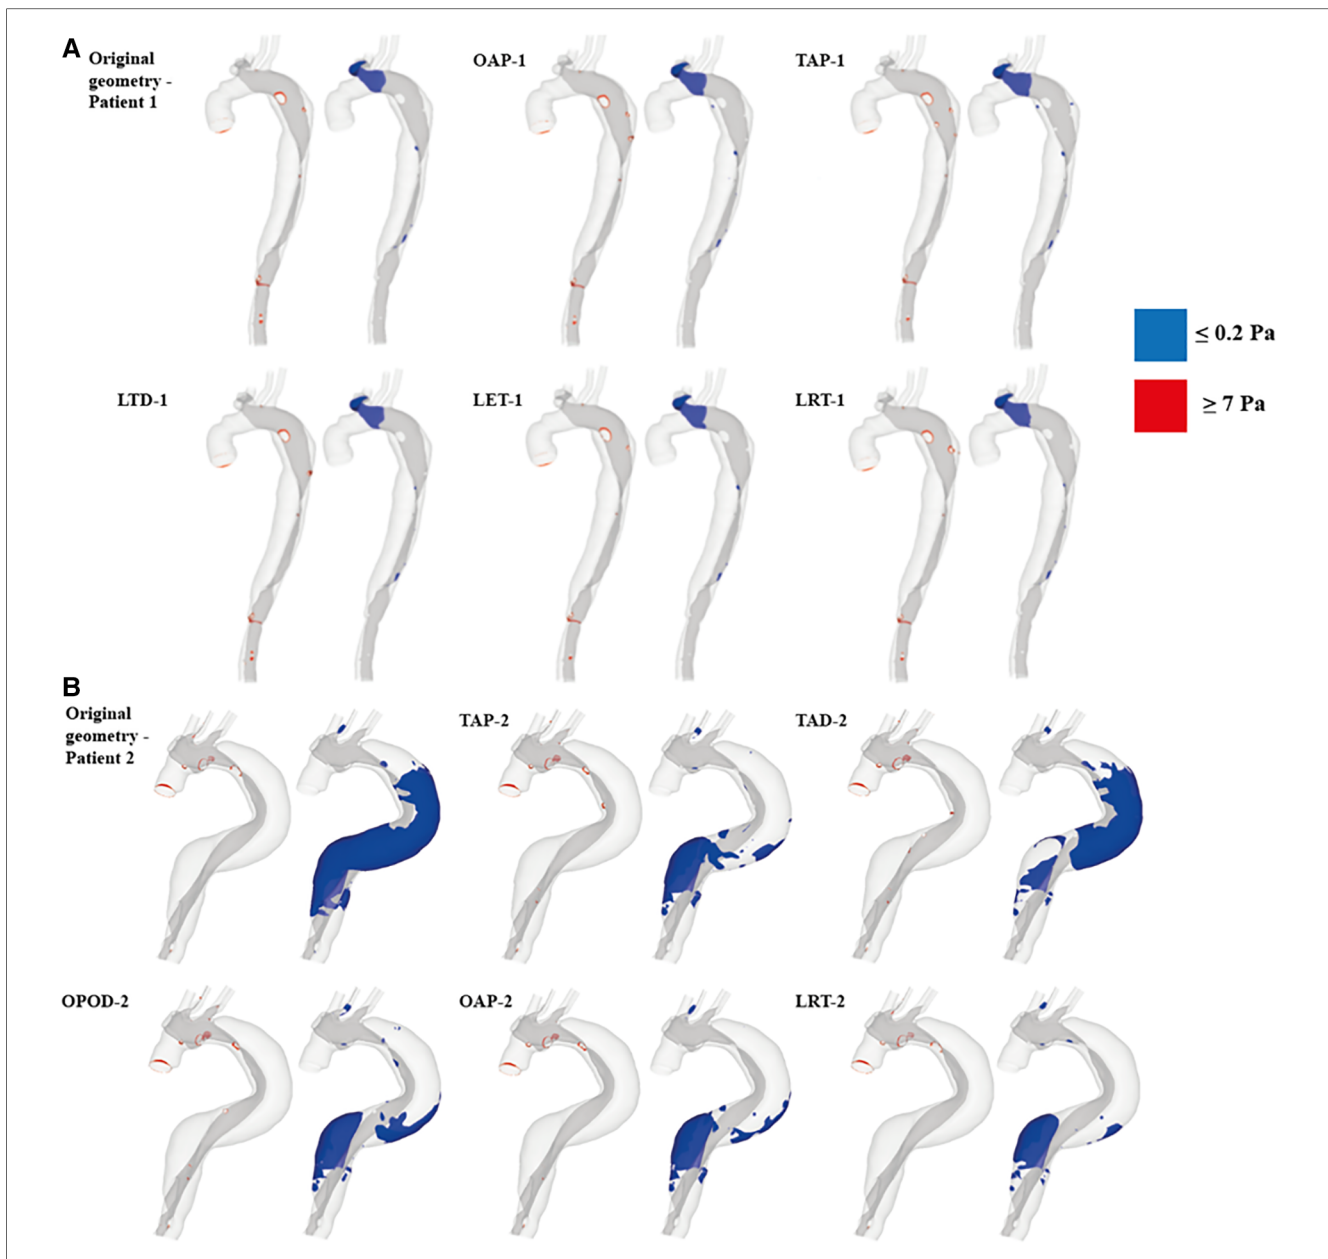 A
Original
geometry -
Patient 1
OAP-1
TAP-1
≤ 0.2 Pa
≥ 7 Pa
LTD-1
LET-1
LRT-1
B
Original
geometry -
Patient 2
TAP-2
TAD-2
OPOD-2
OAP-2
LRT-2